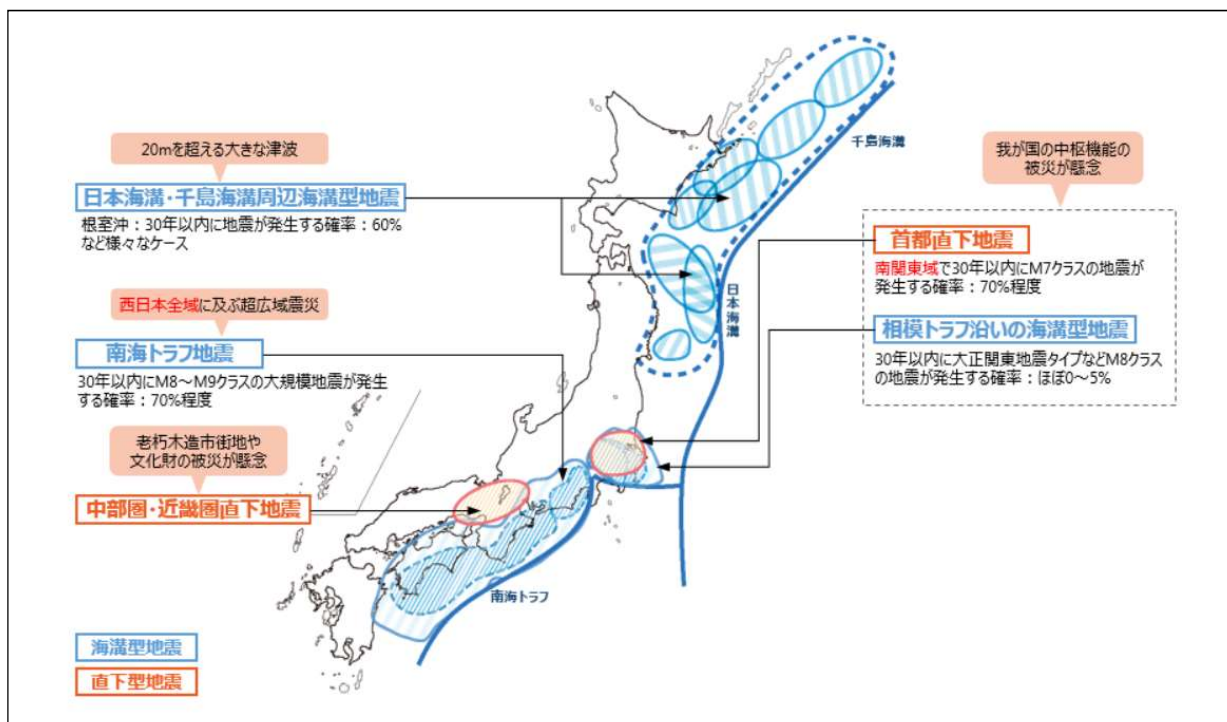 20mを超える大きな津波
日本海溝・千島海溝周辺海溝型地震
根室沖：30年以内に地震が発生する確率：60%
など様々なケース
西日本全域に及ぶ超広域震災
南海トラフ地震
30年以内にM8～M9クラスの大規模地震が発生
する確率：70%程度
老朽木造市街地や
文化財の被災が懸念
中部圏・近畿圏直下地震
海溝型地震
直下型地震
千島海溝
日本海溝
南海トラフ
我が国の中枢機能の
被災が懸念
首都直下地震
南関東域で30年以内にM7クラスの地震が
発生する確率：70%程度
相模トラフ沿いの海溝型地震
30年以内に大正関東地震タイプなどM8クラス
の地震が発生する確率：ほぼ0～5%